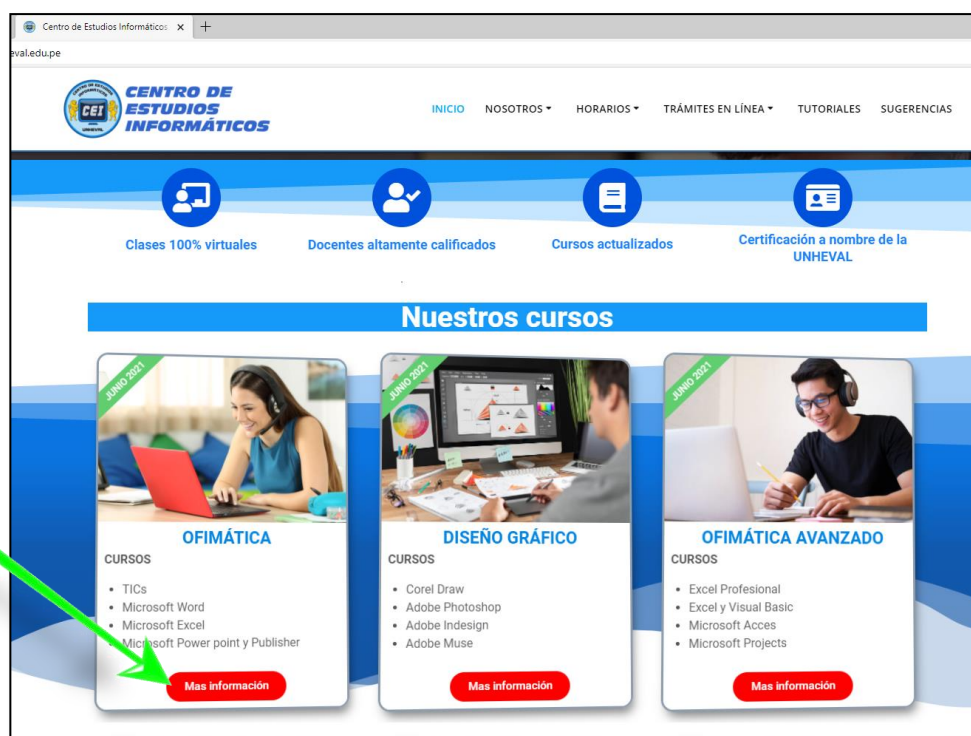 Centro de Estudios Informáticos
eval.edu.pe
CENTRO DE
ESTUDIOS
INFORMÁTICOS
CEI
INICIO NOSOTROS HORARIOS TRÁMITES EN LÍNEA TUTORIALES SUGERENCIAS
Clases 100% virtuales
Docentes altamente calificados
Cursos actualizados
Certificación a nombre de la
UNHEVAL
Nuestros cursos
JUNIO 2021
OFIMÁTICA
CURSOS
TICs
Microsoft Word
Microsoft Excel
Microsoft Power point y Publisher
Mas información
JUNIO 2021
DISEÑO GRÁFICO
CURSOS
Corel Draw
Adobe Photoshop
Adobe Indesign
Adobe Muse
Mas información
JUNIO 2021
OFIMÁTICA AVANZADO
CURSOS
Excel Profesional
Excel y Visual Basic
Microsoft Acces
Microsoft Projects
Mas información